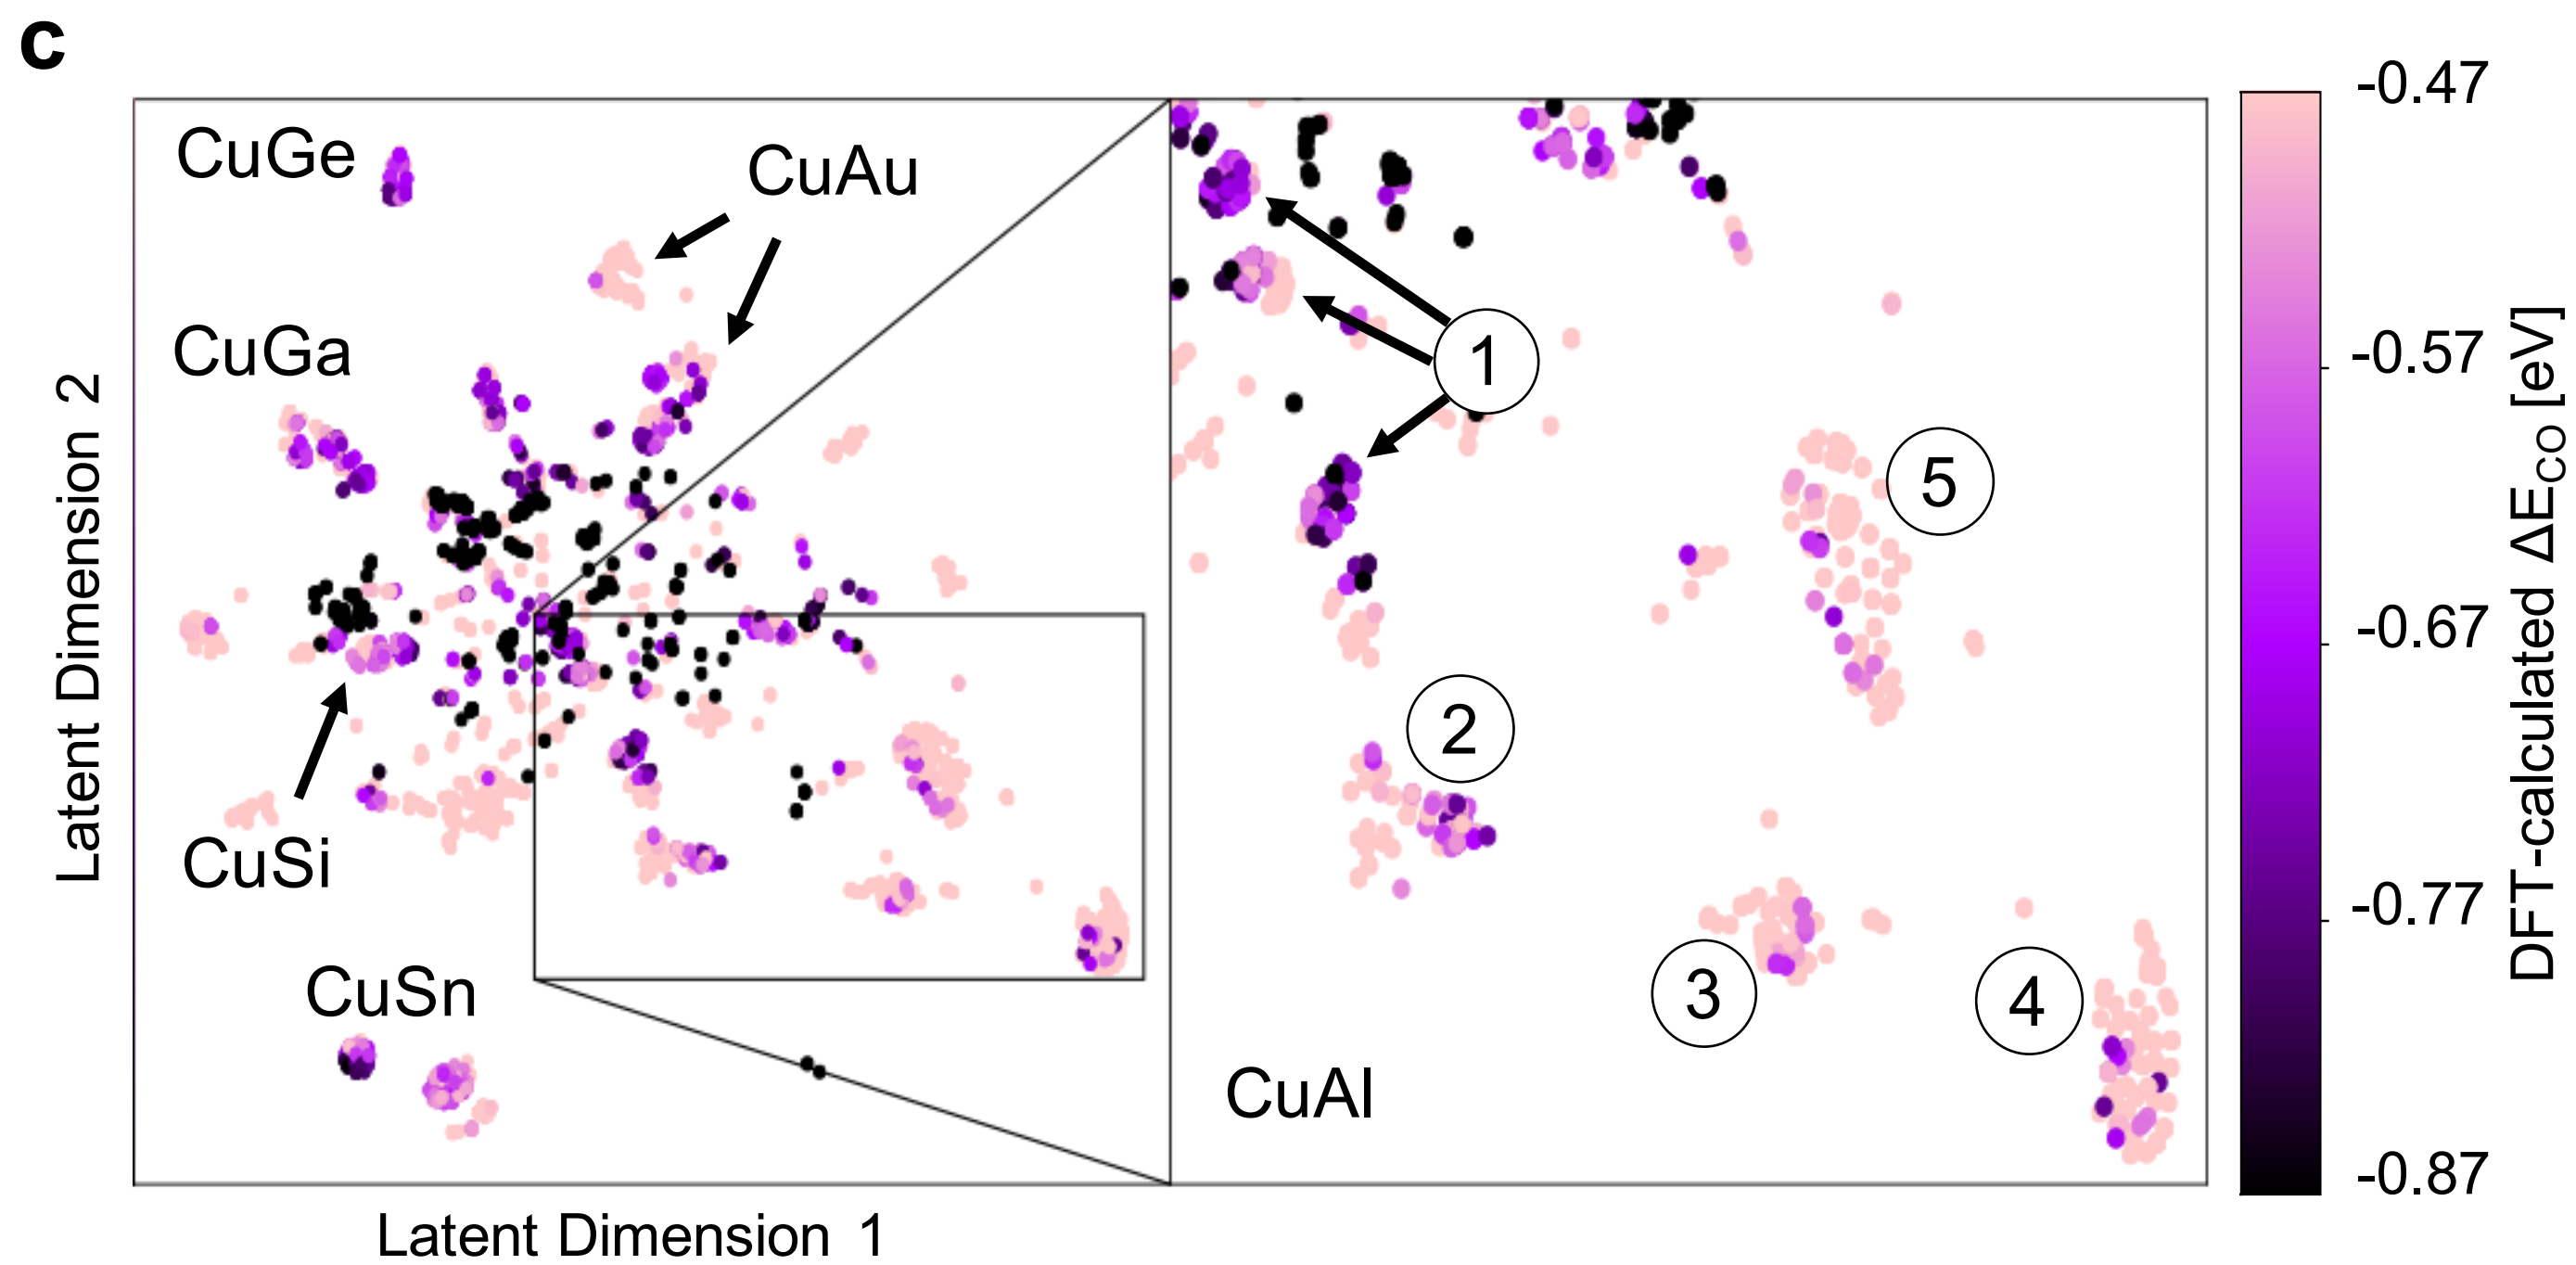 c
CuGe
CuAu
CuGa
CuSi
CuSn
1
2
3
4
5
CuAl
Latent Dimension 1
Latent Dimension 2
-0.47
-0.57
-0.67
-0.77
-0.87
DFT-calculated ΔE_CO [eV]